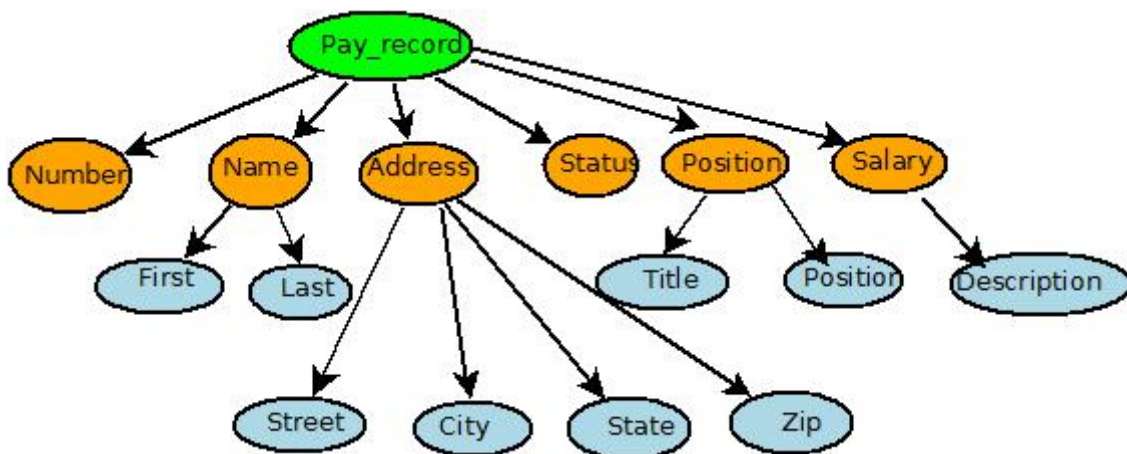 Pay_record
Number
Name
Address
Status
Position
Salary
First
Last
Title
Position
Description
Street
City
State
Zip